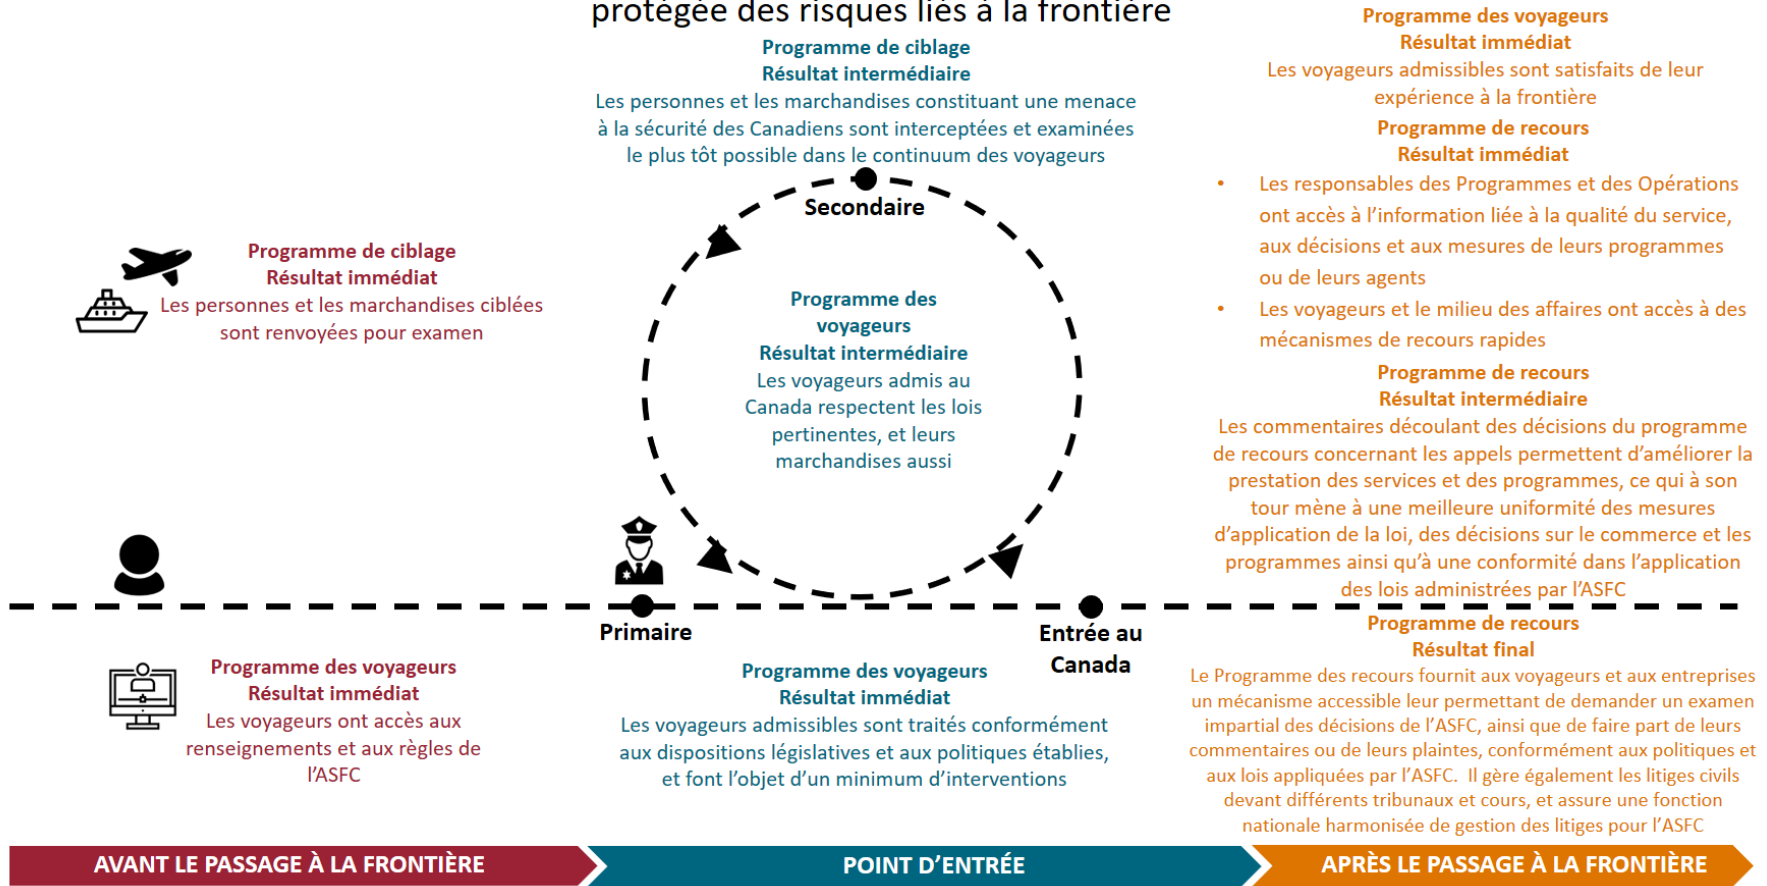 protégée des risques liés à la frontière
Programme de ciblage
Résultat intermédiaire
Les personnes et les marchandises constituant une menace
à la sécurité des Canadiens sont interceptées et examinées
le plus tôt possible dans le continuum des voyageurs
Secondaire
Programme de ciblage
Résultat immédiat
Les personnes et les marchandises ciblées
sont renvoyées pour examen
Programme des
voyageurs
Résultat intermédiaire
Les voyageurs admis au
Canada respectent les lois
pertinentes, et leurs
marchandises aussi
Primaire
Entrée au
Canada
Programme des voyageurs
Résultat immédiat
Les voyageurs ont accès aux
renseignements et aux règles de
l’ASFC
Programme des voyageurs
Résultat immédiat
Les voyageurs admissibles sont traités conformément
aux dispositions législatives et aux politiques établies,
et font l’objet d’un minimum d’interventions
Programme des voyageurs
Résultat immédiat
Les voyageurs admissibles sont satisfaits de leur
expérience à la frontière
Programme de recours
Résultat immédiat
• Les responsables des Programmes et des Opérations
ont accès à l’information liée à la qualité du service,
aux décisions et aux mesures de leurs programmes
ou de leurs agents
• Les voyageurs et le milieu des affaires ont accès à des
mécanismes de recours rapides
Programme de recours
Résultat intermédiaire
Les commentaires découlant des décisions du programme
de recours concernant les appels permettent d’améliorer la
prestation des services et des programmes, ce qui à son
tour mène à une meilleure uniformité des mesures
d’application de la loi, des décisions sur le commerce et les
programmes ainsi qu’à une conformité dans l’application
des lois administrées par l’ASFC
Programme de recours
Résultat final
Le Programme des recours fournit aux voyageurs et aux entreprises
un mécanisme accessible leur permettant de demander un examen
impartial des décisions de l’ASFC, ainsi que de faire part de leurs
commentaires ou de leurs plaintes, conformément aux politiques et
aux lois appliquées par l’ASFC. Il gère également les litiges civils
devant différents tribunaux et cours, et assure une fonction
nationale harmonisée de gestion des litiges pour l’ASFC
AVANT LE PASSAGE À LA FRONTIÈRE
POINT D’ENTRÉE
APRÈS LE PASSAGE À LA FRONTIÈRE